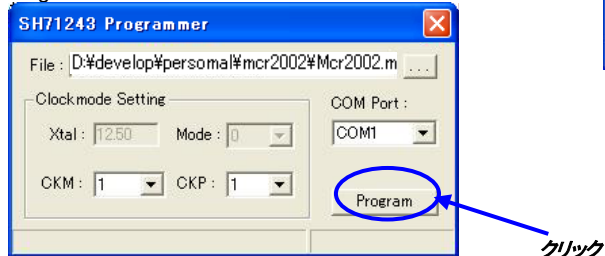 SH71243 Programmer
File : D:¥develop¥persomal¥mcr2002¥Mcr2002.m ...
Clockmode Setting
COM Port :
Xtal : 12.50 Mode : 0
COM1
CKM : 1 CKP : 1
Program
クリック